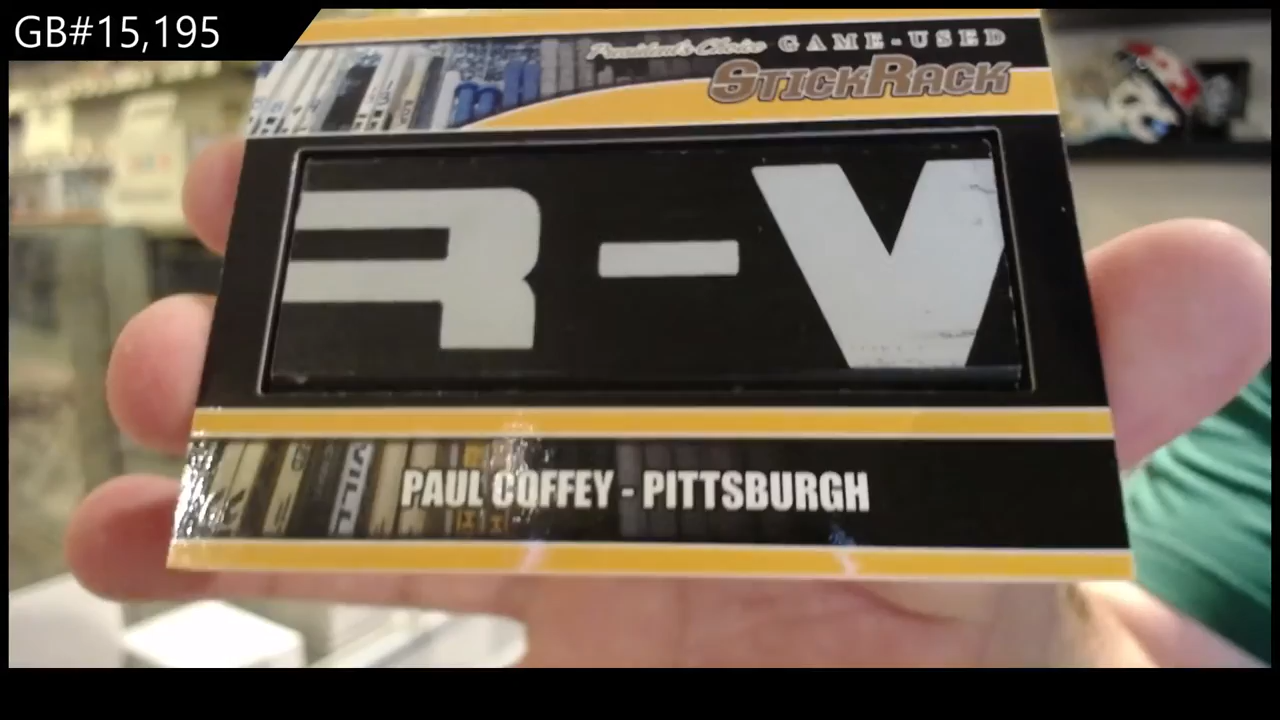 GB#15,195
President's Choice GAME-USED
STICKRACK
R-V
PAUL COFFEY - PITTSBURGH